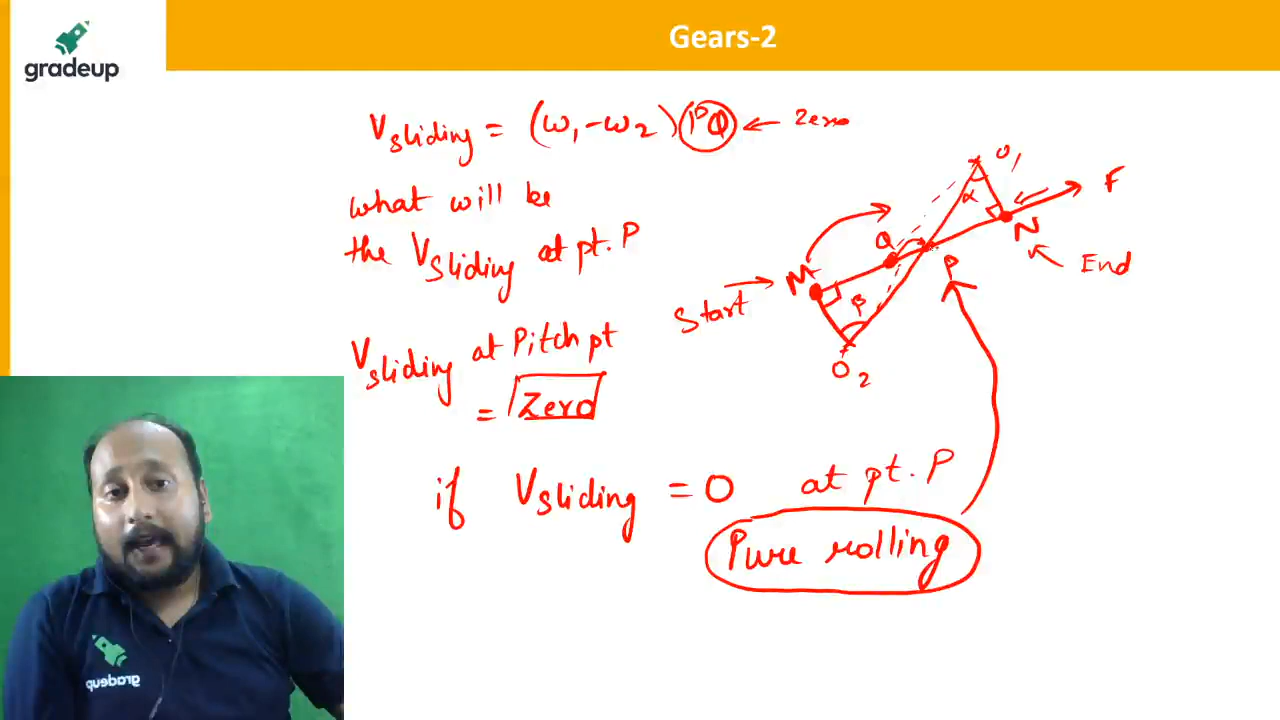 Gears-2
gradeup
Vsliding = (ω1-ω2) PQ ← Zero
what will be
the Vsliding at pt. P
Vsliding at Pitch pt
= Zero
if Vsliding = 0 at pt. P
Pure rolling
O1
α
F
N
End
Q
P
M
Start
β
O2
gradeup